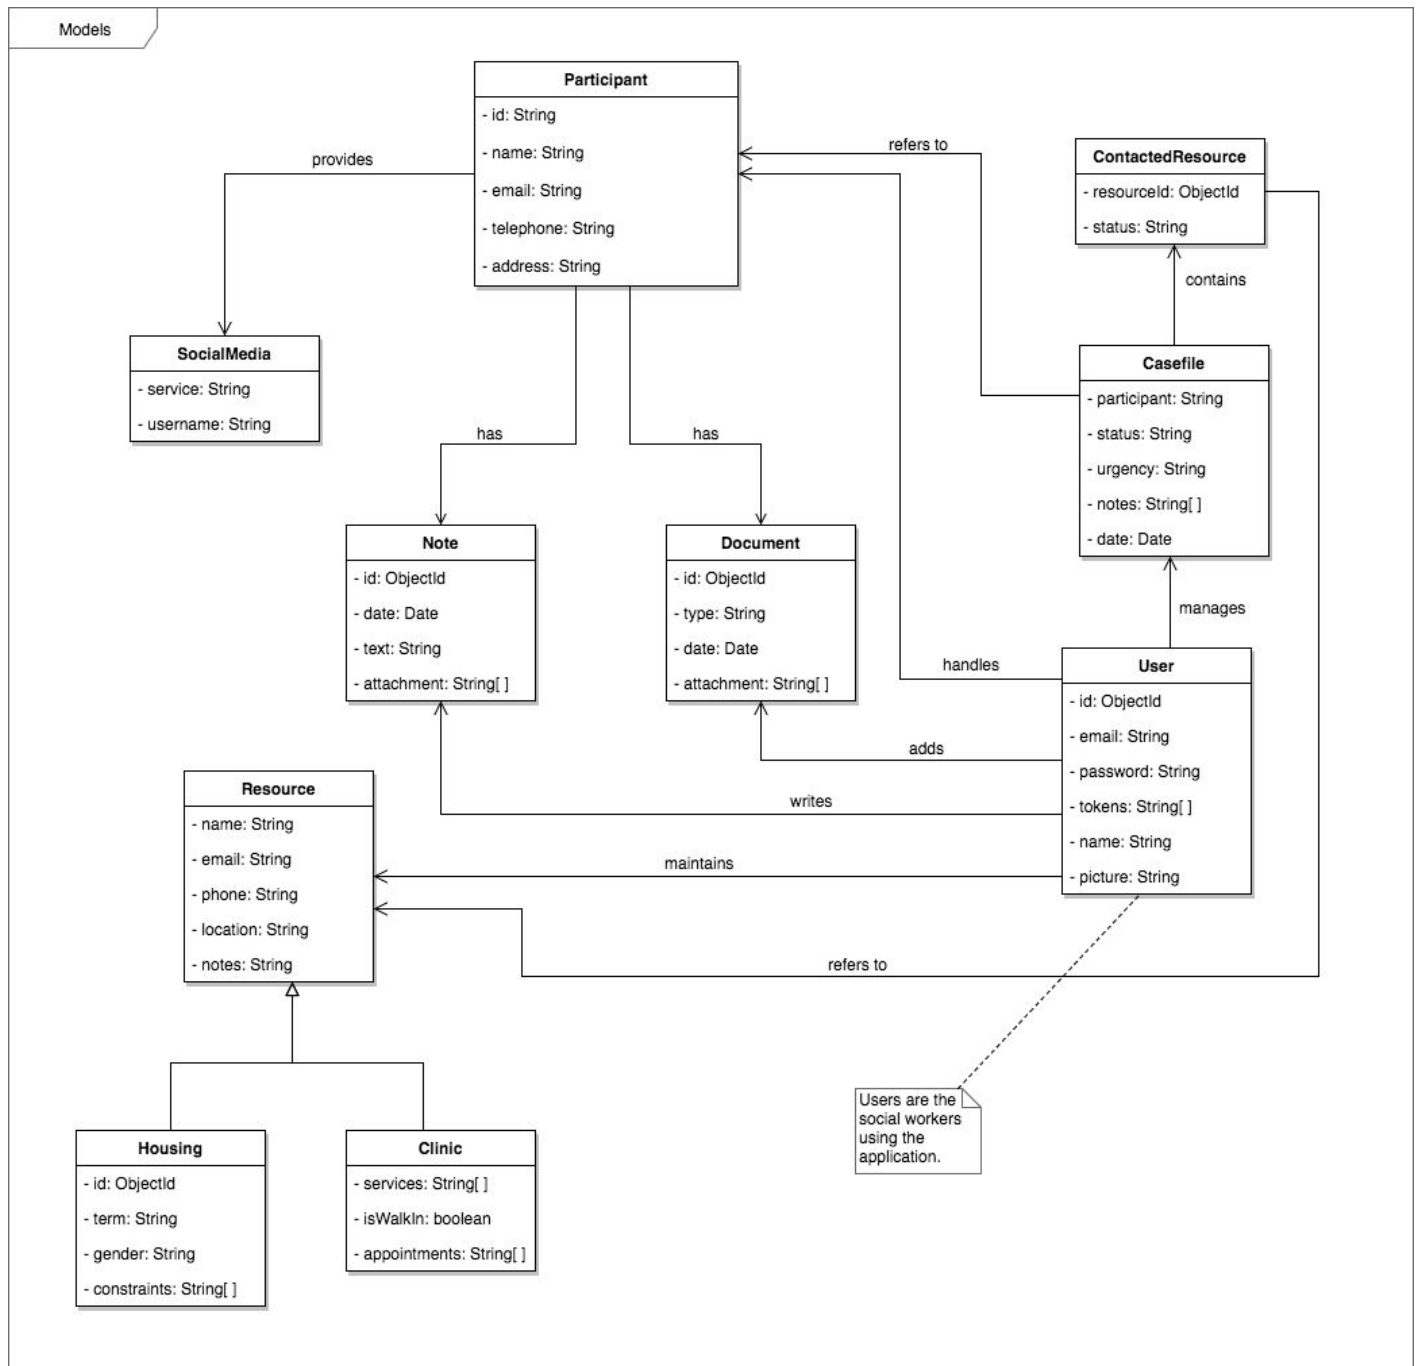 Models
Participant
- id: String
- name: String
- email: String
- telephone: String
- address: String
provides
refers to
ContactedResource
- resourceId: ObjectId
- status: String
contains
SocialMedia
- service: String
- username: String
Casefile
- participant: String
- status: String
- urgency: String
- notes: String[ ]
- date: Date
has
has
Note
- id: ObjectId
- date: Date
- text: String
- attachment: String[ ]
Document
- id: ObjectId
- type: String
- date: Date
- attachment: String[ ]
manages
handles
User
- id: ObjectId
- email: String
- password: String
- tokens: String[ ]
- name: String
- picture: String
adds
writes
maintains
refers to
Resource
- name: String
- email: String
- phone: String
- location: String
- notes: String
Users are the
social workers
using the
application.
Housing
- id: ObjectId
- term: String
- gender: String
- constraints: String[ ]
Clinic
- services: String[ ]
- isWalkIn: boolean
- appointments: String[ ]